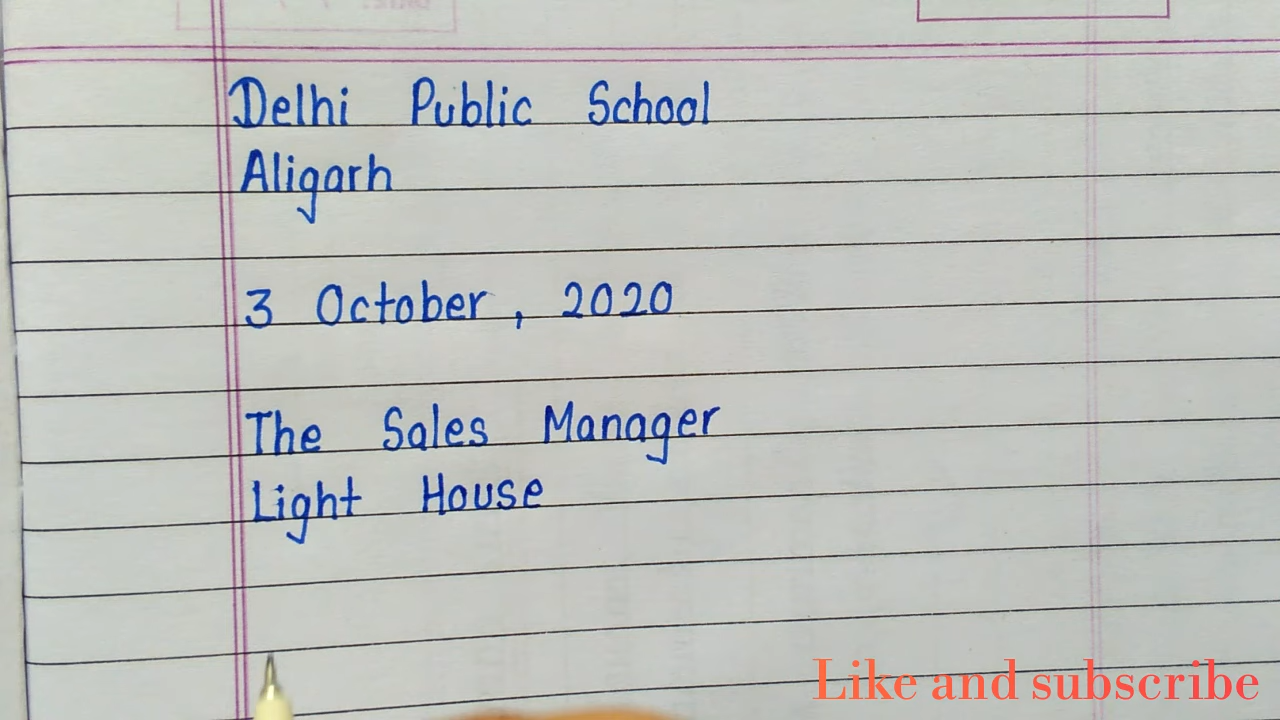 Delhi Public School
Aligarh
3 October, 2020
The Sales Manager
Light House
Like and subscribe